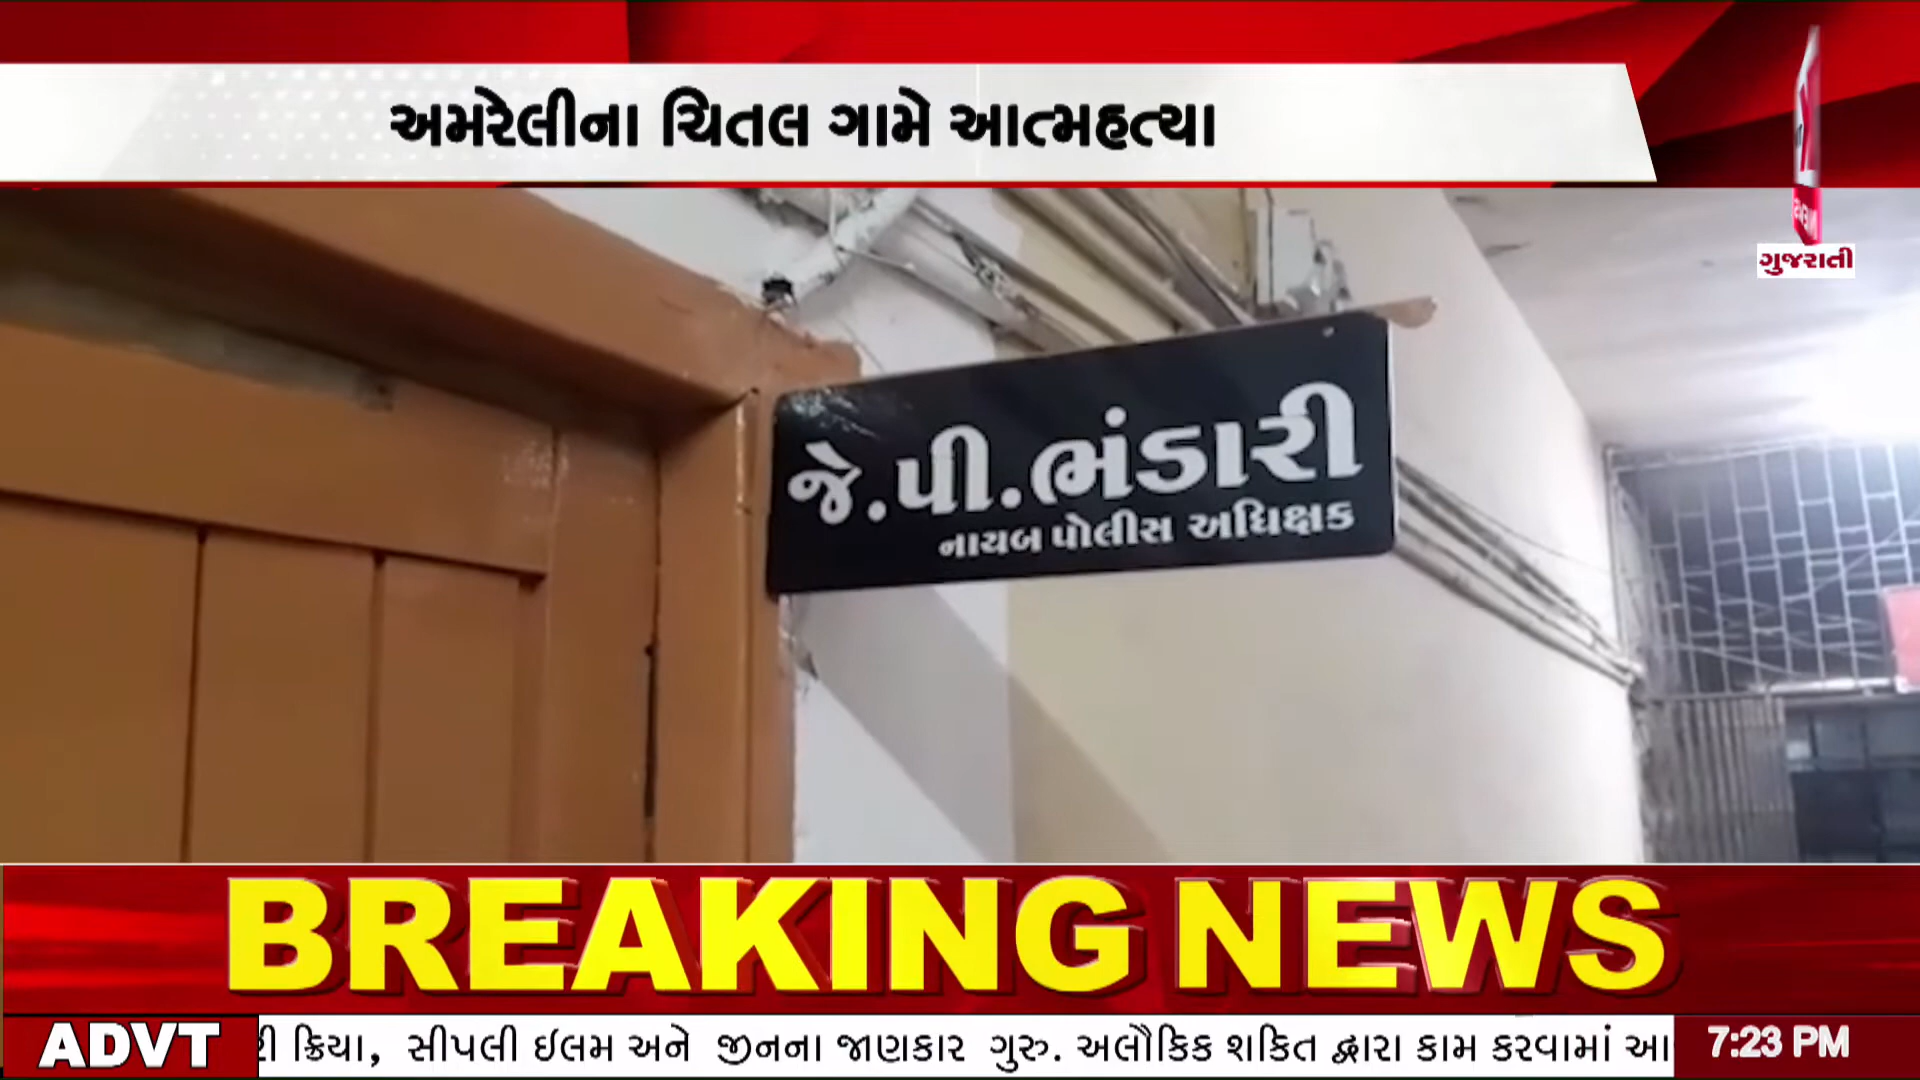 અમરેલીના ચિતલ ગામે આત્મહત્યા
ગુજરાતી
જે.પી.ભંડારી
નાયબ પોલીસ અધિક્ષક
BREAKING NEWS
ADVT
ક્રિયા, સીપલી ઈલમ અને જીનના જાણકાર ગુરુ. અલૌકિક શકિત દ્વારા કામ કરવામાં આ
7:23 PM